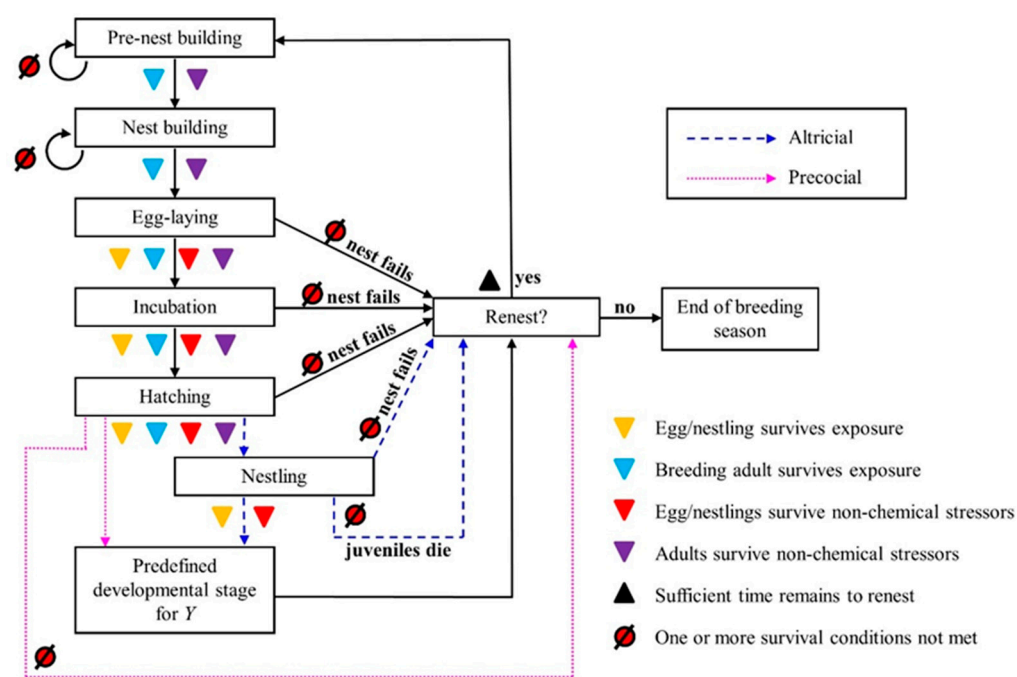 Pre-nest building
Nest building
Egg-laying
Incubation
Hatching
Nestling
Predefined
developmental stage
for Y
nest fails
nest fails
nest fails
nest fails
juveniles die
yes
Renest?
no
End of breeding
season
Altricial
Precocial
Egg/nestling survives exposure
Breeding adult survives exposure
Egg/nestlings survive non-chemical stressors
Adults survive non-chemical stressors
Sufficient time remains to renest
One or more survival conditions not met